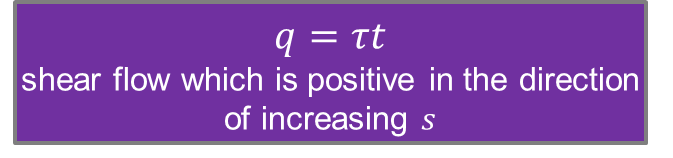 q = τt
shear flow which is positive in the direction
of increasing s